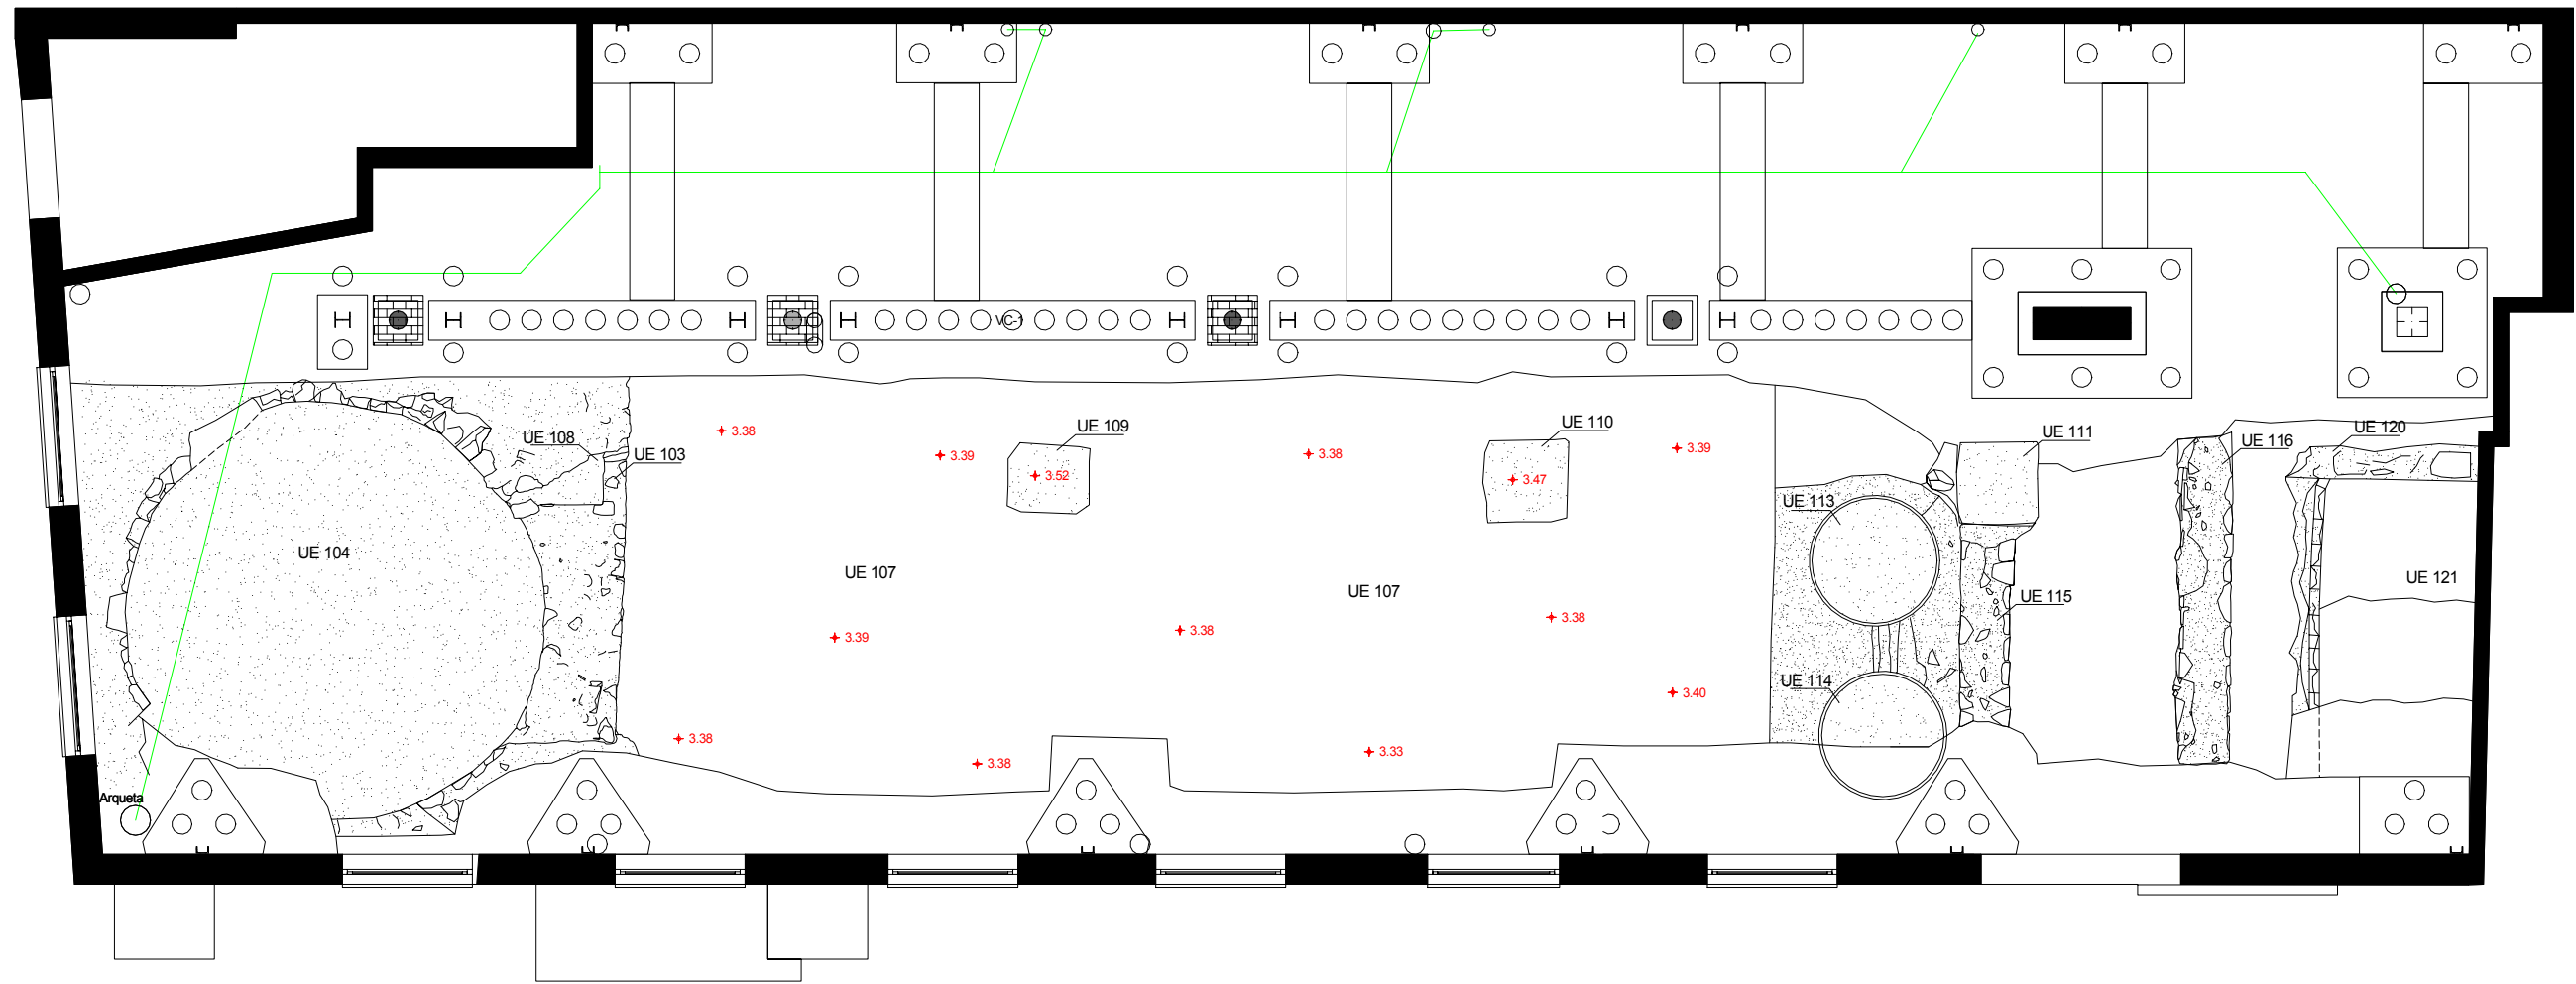 VC-1
UE 109
UE 110
3.38
UE 111
UE 120
UE 108
UE 116
3.39
3.38
3.39
UE 103
3.52
3.47
UE 113
UE 104
UE 107
UE 107
UE 121
UE 115
3.39
3.38
3.38
UE 114
3.40
3.38
3.38
3.33
Arqueta